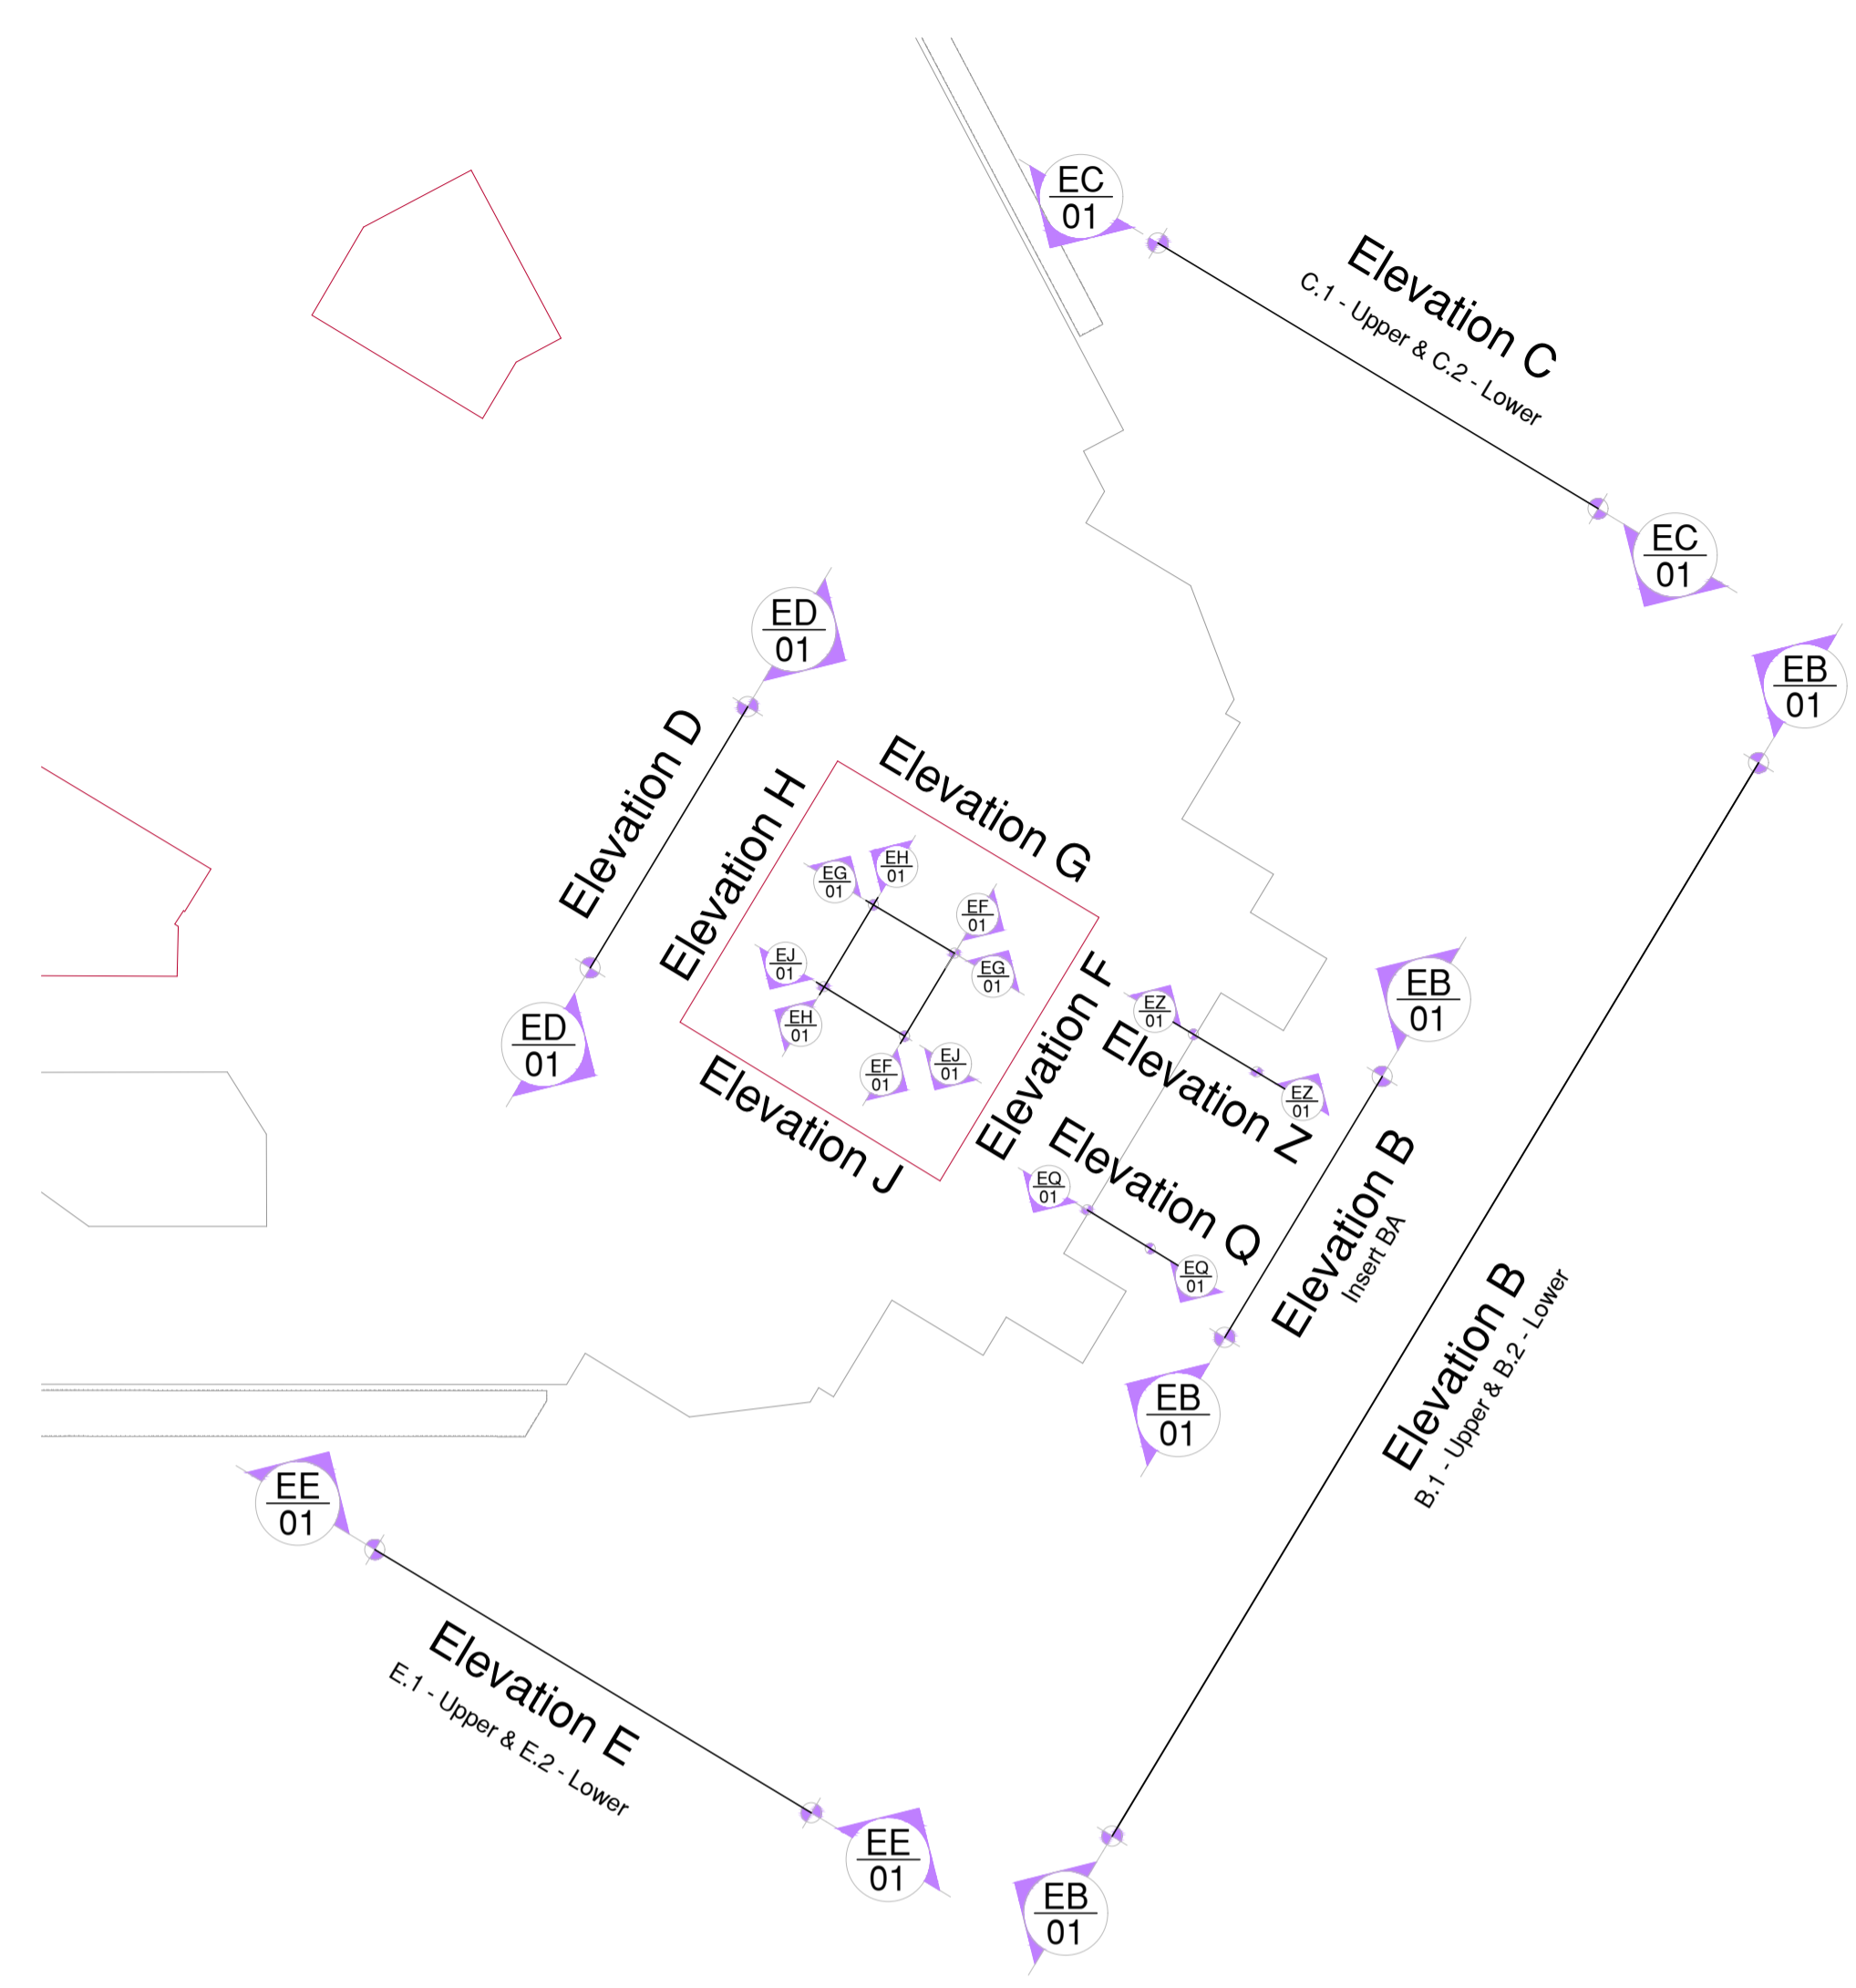 EC
01
Elevation C
C.1 - Upper & C.2 - Lower
EC
01
ED
01
EB
01
Elevation D
Elevation H
Elevation G
EG
01
EH
01
EF
01
EJ
01
EG
01
EH
01
EF
01
EJ
01
Elevation F
Elevation J
ED
01
EZ
01
Elevation Z
EZ
01
EB
01
EQ
01
Elevation Q
EQ
01
Elevation B
Insert BA
EB
01
Elevation B
B.1 - Upper & B.2 - Lower
EE
01
Elevation E
E.1 - Upper & E.2 - Lower
EE
01
EB
01